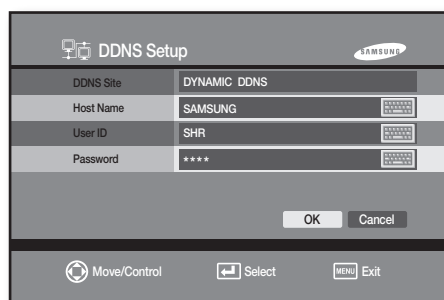 DDNS Setup
SAMSUNG
DDNS Site DYNAMIC DDNS
Host Name SAMSUNG
User ID SHR
Password ****
OK Cancel
Move/Control Select MENU Exit